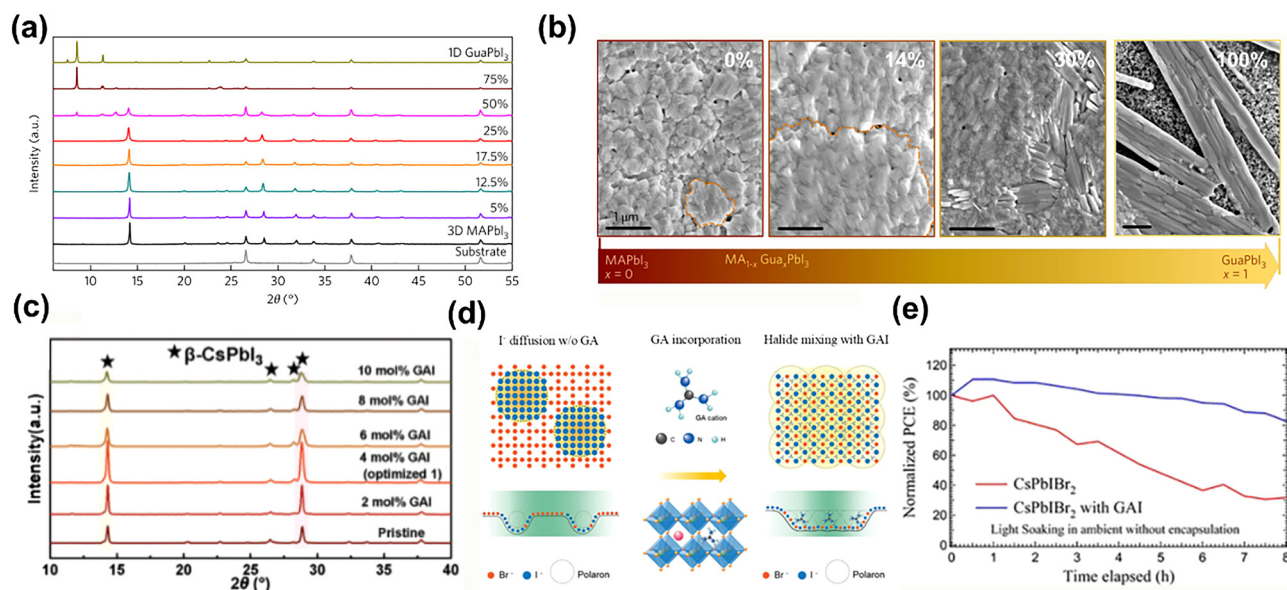 (a)
1D GuaPbI₃
75%
50%
25%
17.5%
12.5%
5%
3D MAPbI₃
Substrate
Intensity (a.u.)
10 15 20 25 30 35 40 45 50 55
2θ (°)
(b)
0%
14%
30%
100%
1 μm
MAPbI₃
x = 0
MA₁₋ₓ GuaₓPbI₃
GuaPbI₃
x = 1
(c)
★ β-CsPbI₃
10 mol% GAI
8 mol% GAI
6 mol% GAI
4 mol% GAI
(optimized 1)
2 mol% GAI
Pristine
Intensity(a.u.)
10 15 20 25 30 35 40
2θ (°)
(d)
I⁻ diffusion w/o GA
GA incorporation
Halide mixing with GAI
GA cation
C N H
Br⁻ I⁻ Polaron
Br⁻ I⁻ Polaron
(e)
Normalized PCE (%)
120
100
80
60
40
20
0
CsPbIBr₂
CsPbIBr₂ with GAI
Light Soaking in ambient without encapsulation
0 1 2 3 4 5 6 7 8
Time elapsed (h)